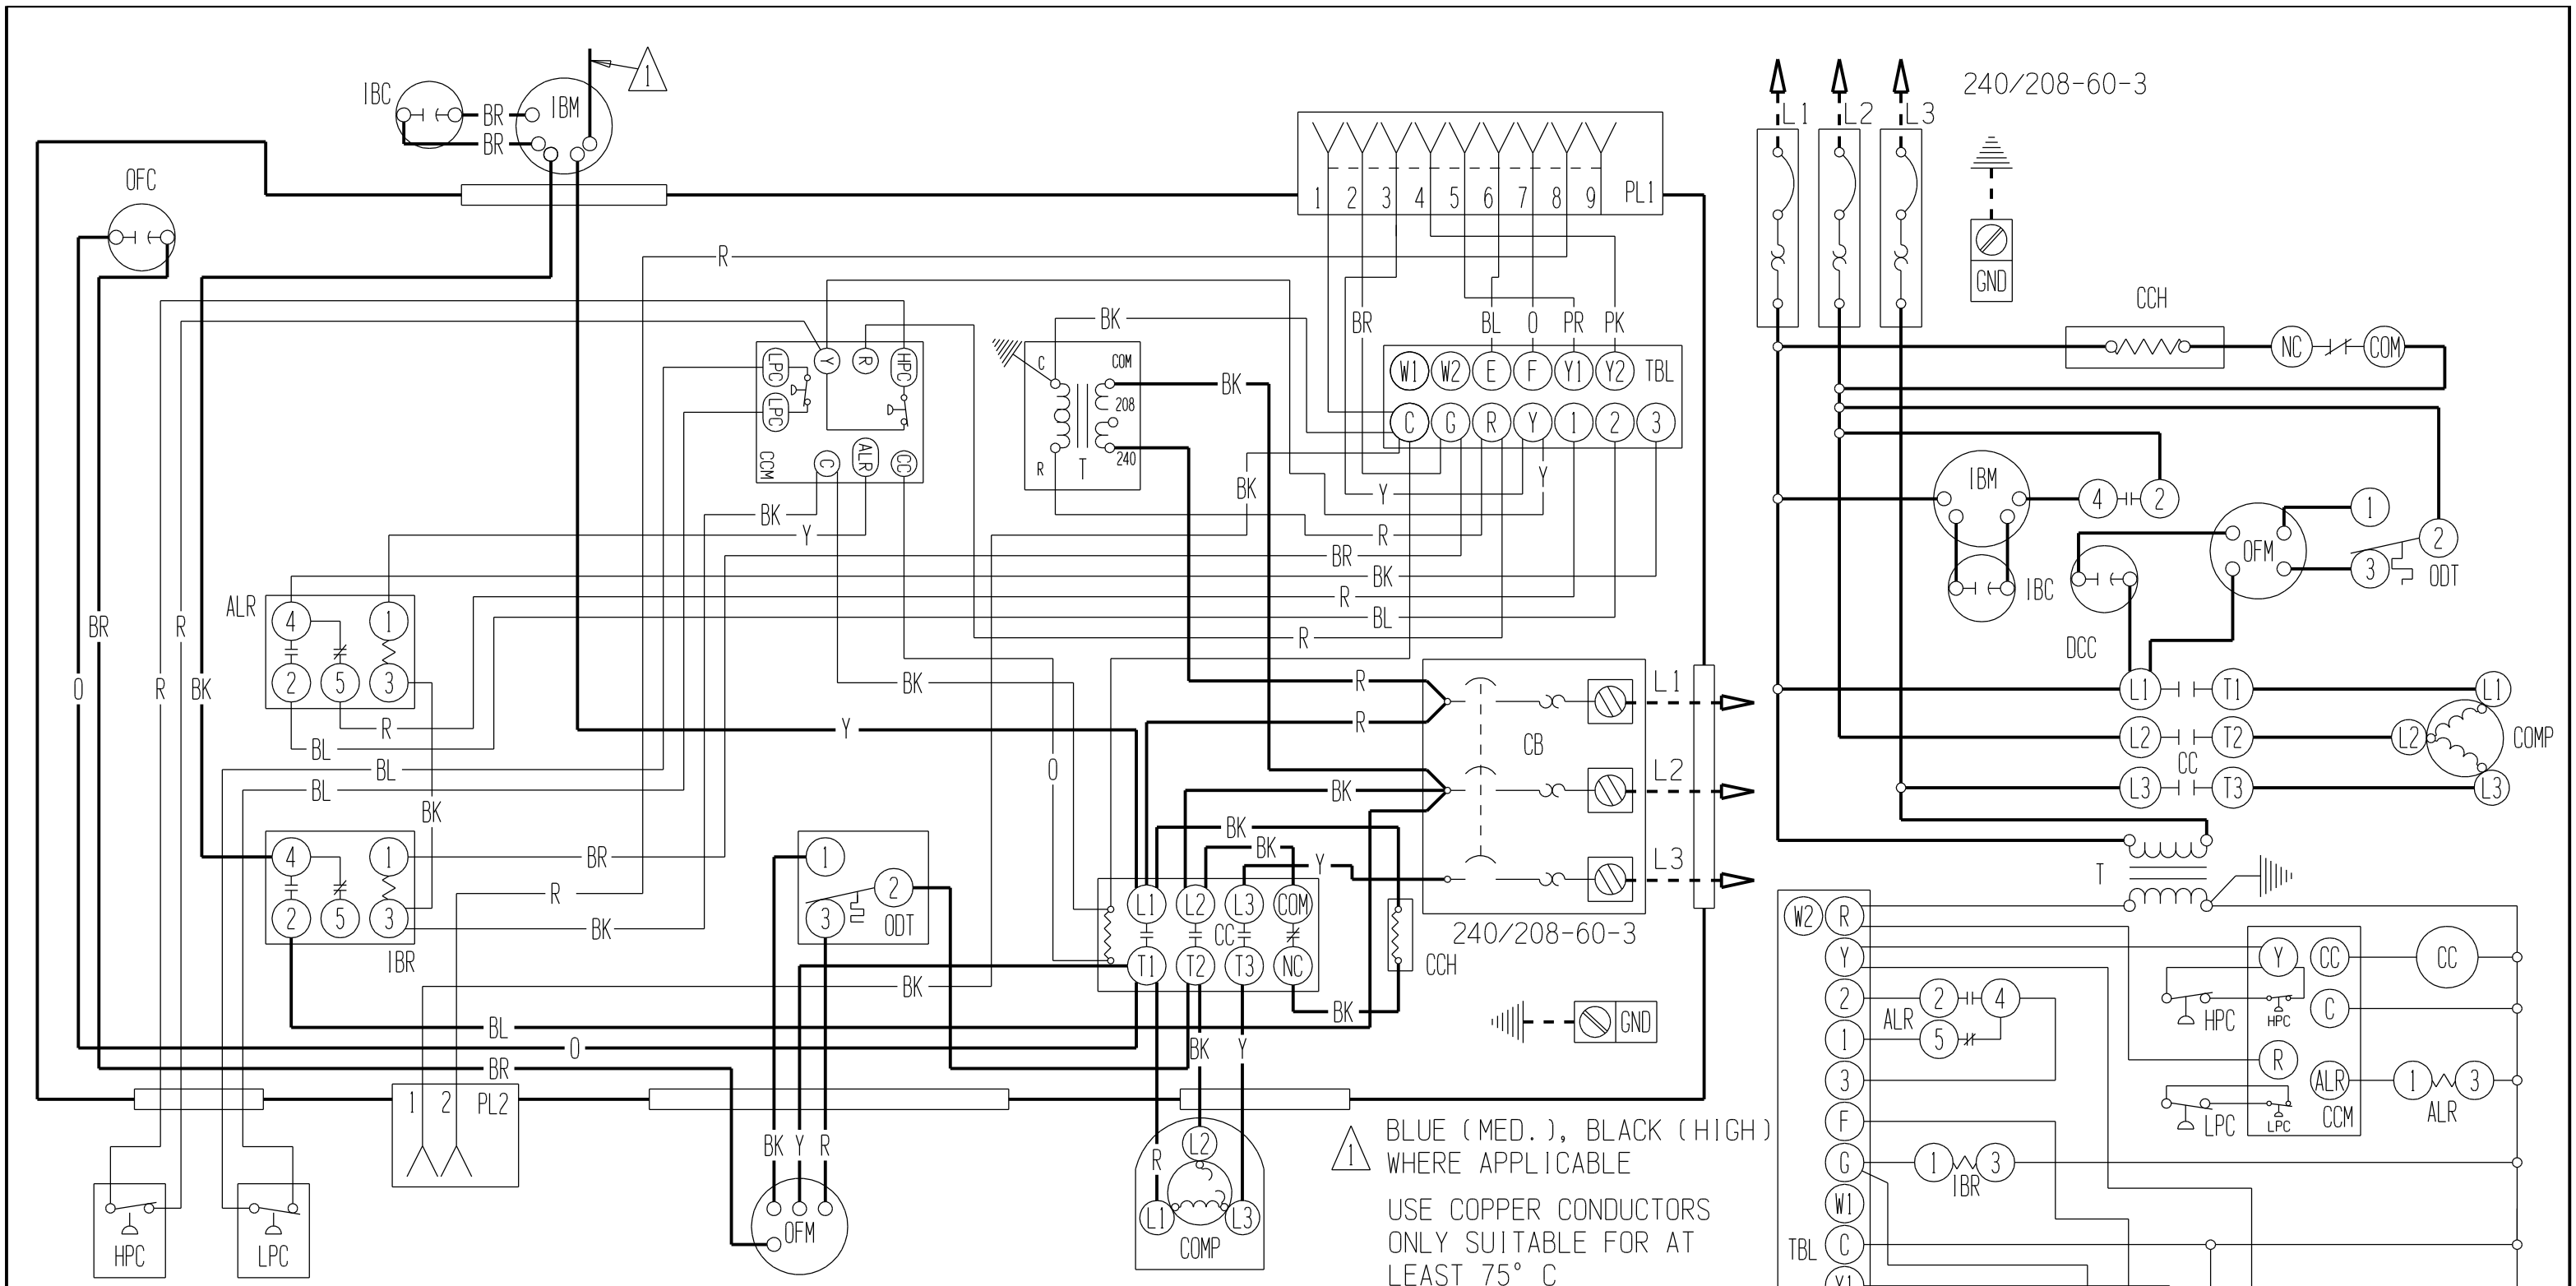 240/208-60-3
L1 L2 L3
IBC BR IBM 1
BR
OFC
1 2 3 4 5 6 7 8 9 PL1
R
GND
CCH
BK BR BL O PR PK
NC COM
LPC Y R HPC
C COM
BK
208
W1 W2 E F Y1 Y2 TBL
LPC
C G R Y 1 2 3
CCM C ALR CC
R T 240
BK Y Y
IBM
4 2
1
BK
Y
R
BR
BK
OFM
2
3
ODT
IBC
DCC
ALR 4 1
R
BL
BR R
R
2 5 3
O R BK
BK
R L1
L1 T1 L1
R
BL
Y
R
CB
L2 T2 L2 COMP
CC
BL
O
L2
BL
BK
L3 T3 L3
BK
BK
BK
Y
L3
4 1 BR
1
2
R
L1 L2 L3 COM
T
2 5 3
BK
3 ODT
CC
240/208-60-3
W2 R
IBR
T1 T2 T3 NC
CCH
Y
Y CC CC
BK
BK
2 2 4
BL
GND
ALR HPC HPC C
O
BK Y
1 5
R
BR
3
ALR 1 3
1 2 PL2
LPC LPC CCM ALR
BK Y R
R
L2
1
BLUE (MED.), BLACK (HIGH)
WHERE APPLICABLE
F
G 1 3
IBR
USE COPPER CONDUCTORS
ONLY SUITABLE FOR AT
LEAST 75° C
W1
L1 L3
HPC LPC OFM COMP
TBL C
Y1